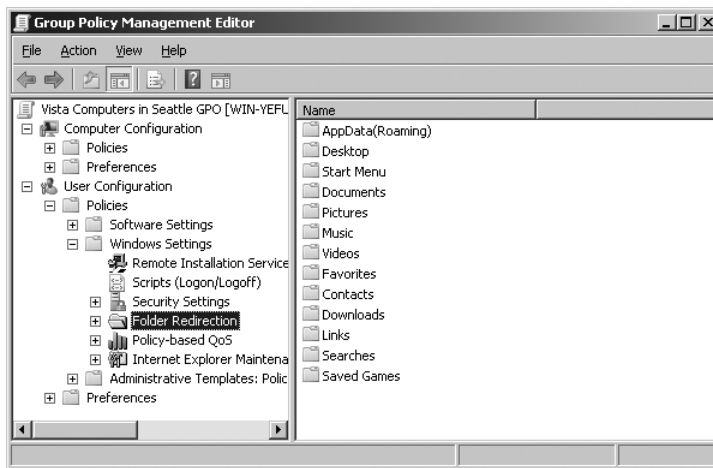 Group Policy Management Editor
File Action View Help
Vista Computers in Seattle GPO [WIN-YEFU
Computer Configuration
Policies
Preferences
User Configuration
Policies
Software Settings
Windows Settings
Remote Installation Service
Scripts (Logon/Logoff)
Security Settings
Folder Redirection
Policy-based QoS
Internet Explorer Maintena
Administrative Templates: Polic
Preferences
Name
AppData(Roaming)
Desktop
Start Menu
Documents
Pictures
Music
Videos
Favorites
Contacts
Downloads
Links
Searches
Saved Games